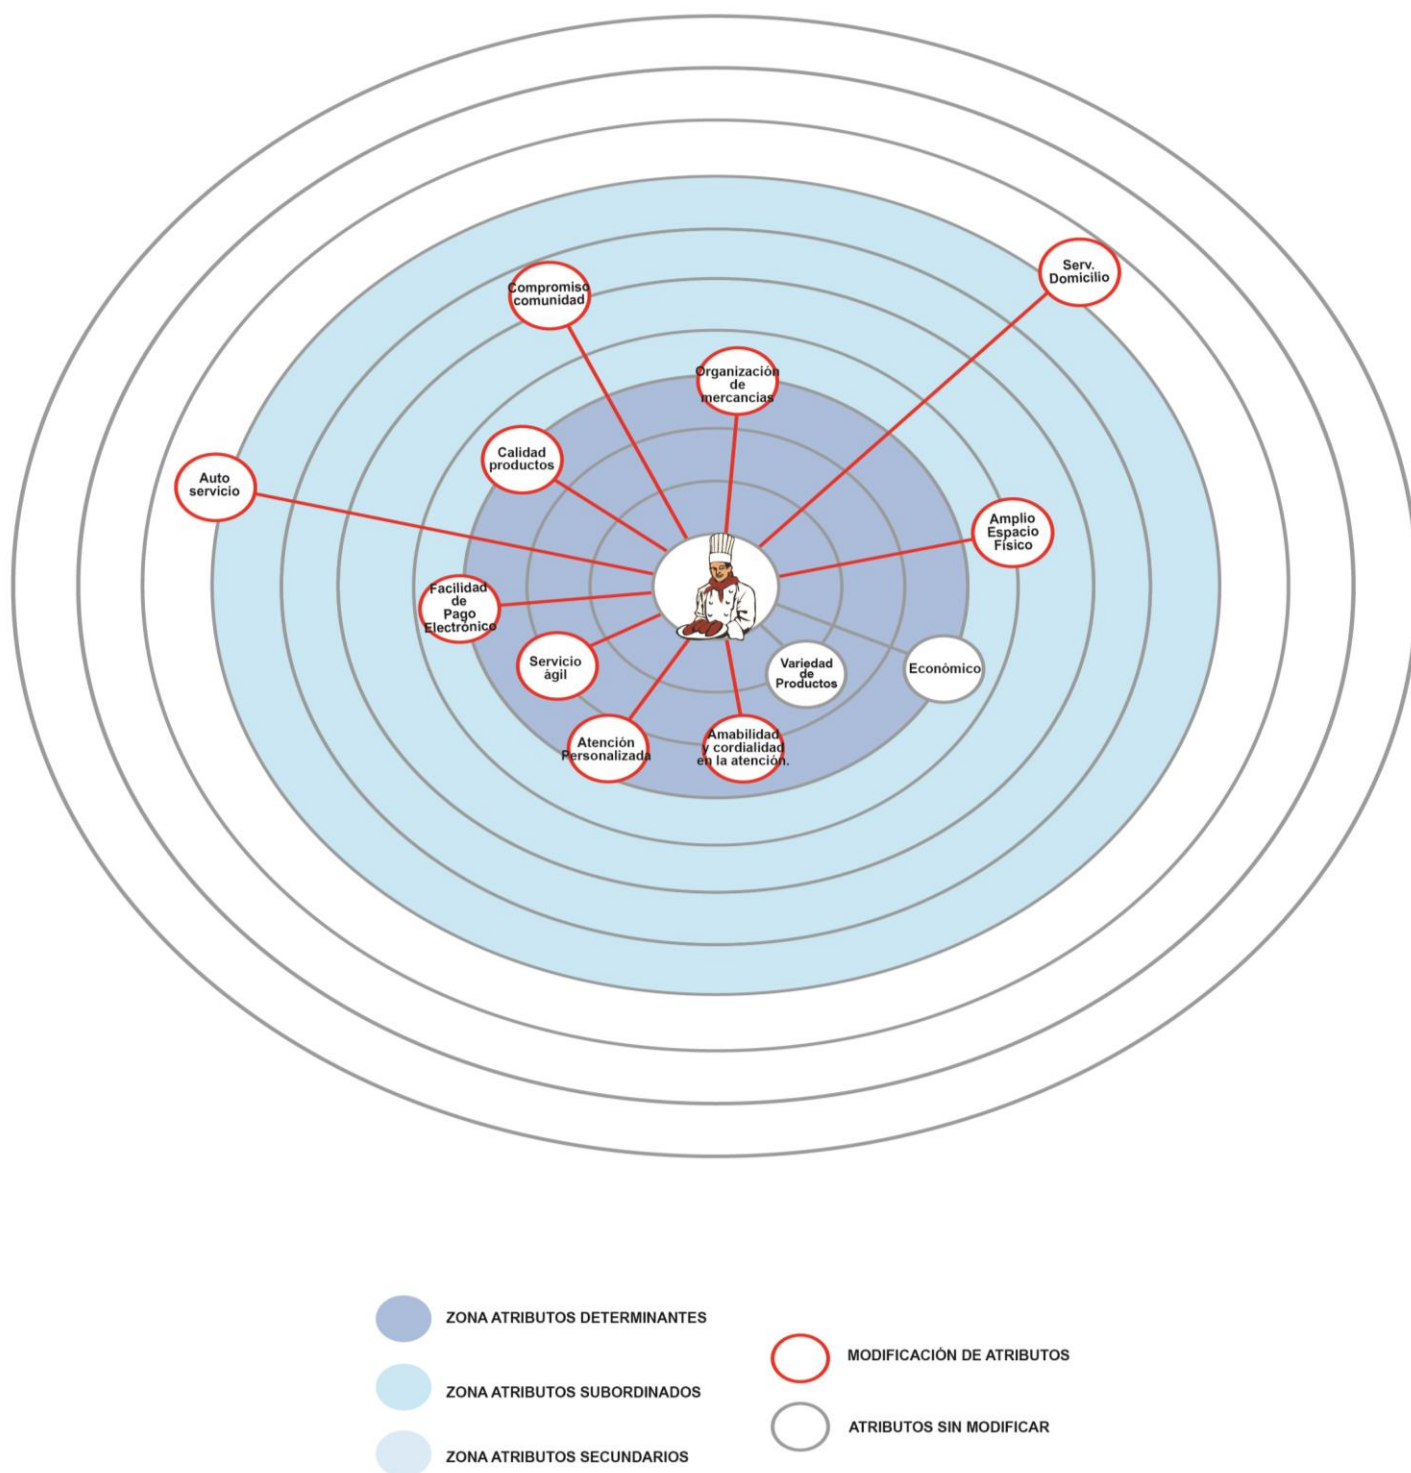 Serv.
Domicilio
Compromiso
comunidad
Organización
de
mercancias
Calidad
productos
Auto
servicio
Amplio
Espacio
Físico
Facilidad
de
Pago
Electrónico
Servicio
ágil
Variedad
de
Productos
Económico
Atención
Personalizada
Amabilidad
y cordialidad
en la atención.
ZONA ATRIBUTOS DETERMINANTES
ZONA ATRIBUTOS SUBORDINADOS
ZONA ATRIBUTOS SECUNDARIOS
MODIFICACIÓN DE ATRIBUTOS
ATRIBUTOS SIN MODIFICAR